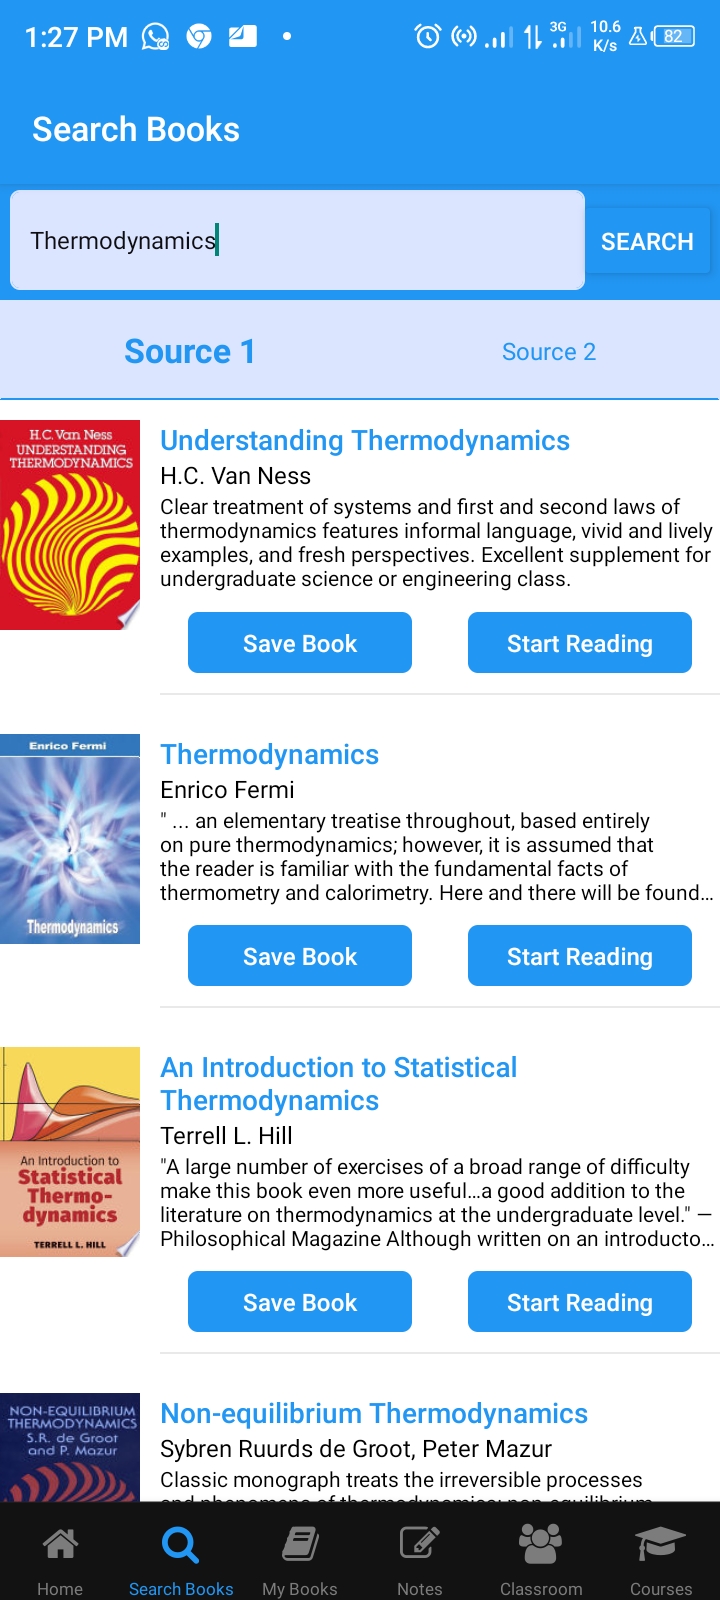 1:27 PM
3G
10.6
K/s
82
Search Books
Thermodynamics
SEARCH
Source 1
Source 2
H.C. Van Ness
UNDERSTANDING
THERMODYNAMICS
Understanding Thermodynamics
H.C. Van Ness
Clear treatment of systems and first and second laws of
thermodynamics features informal language, vivid and lively
examples, and fresh perspectives. Excellent supplement for
undergraduate science or engineering class.
Save Book
Start Reading
Enrico Fermi
Thermodynamics
Thermodynamics
Enrico Fermi
" ... an elementary treatise throughout, based entirely
on pure thermodynamics; however, it is assumed that
the reader is familiar with the fundamental facts of
thermometry and calorimetry. Here and there will be found...
Save Book
Start Reading
An Introduction to
Statistical
Thermo-
dynamics
TERRELL L. HILL
An Introduction to Statistical
Thermodynamics
Terrell L. Hill
"A large number of exercises of a broad range of difficulty
make this book even more useful...a good addition to the
literature on thermodynamics at the undergraduate level." —
Philosophical Magazine Although written on an introducto...
Save Book
Start Reading
NON-EQUILIBRIUM
THERMODYNAMICS
S.R. de Groot
and P. Mazur
Non-equilibrium Thermodynamics
Sybren Ruurds de Groot, Peter Mazur
Classic monograph treats the irreversible processes
and phenomena of thermodynamics: non-equilibrium
Home
Search Books
My Books
Notes
Classroom
Courses